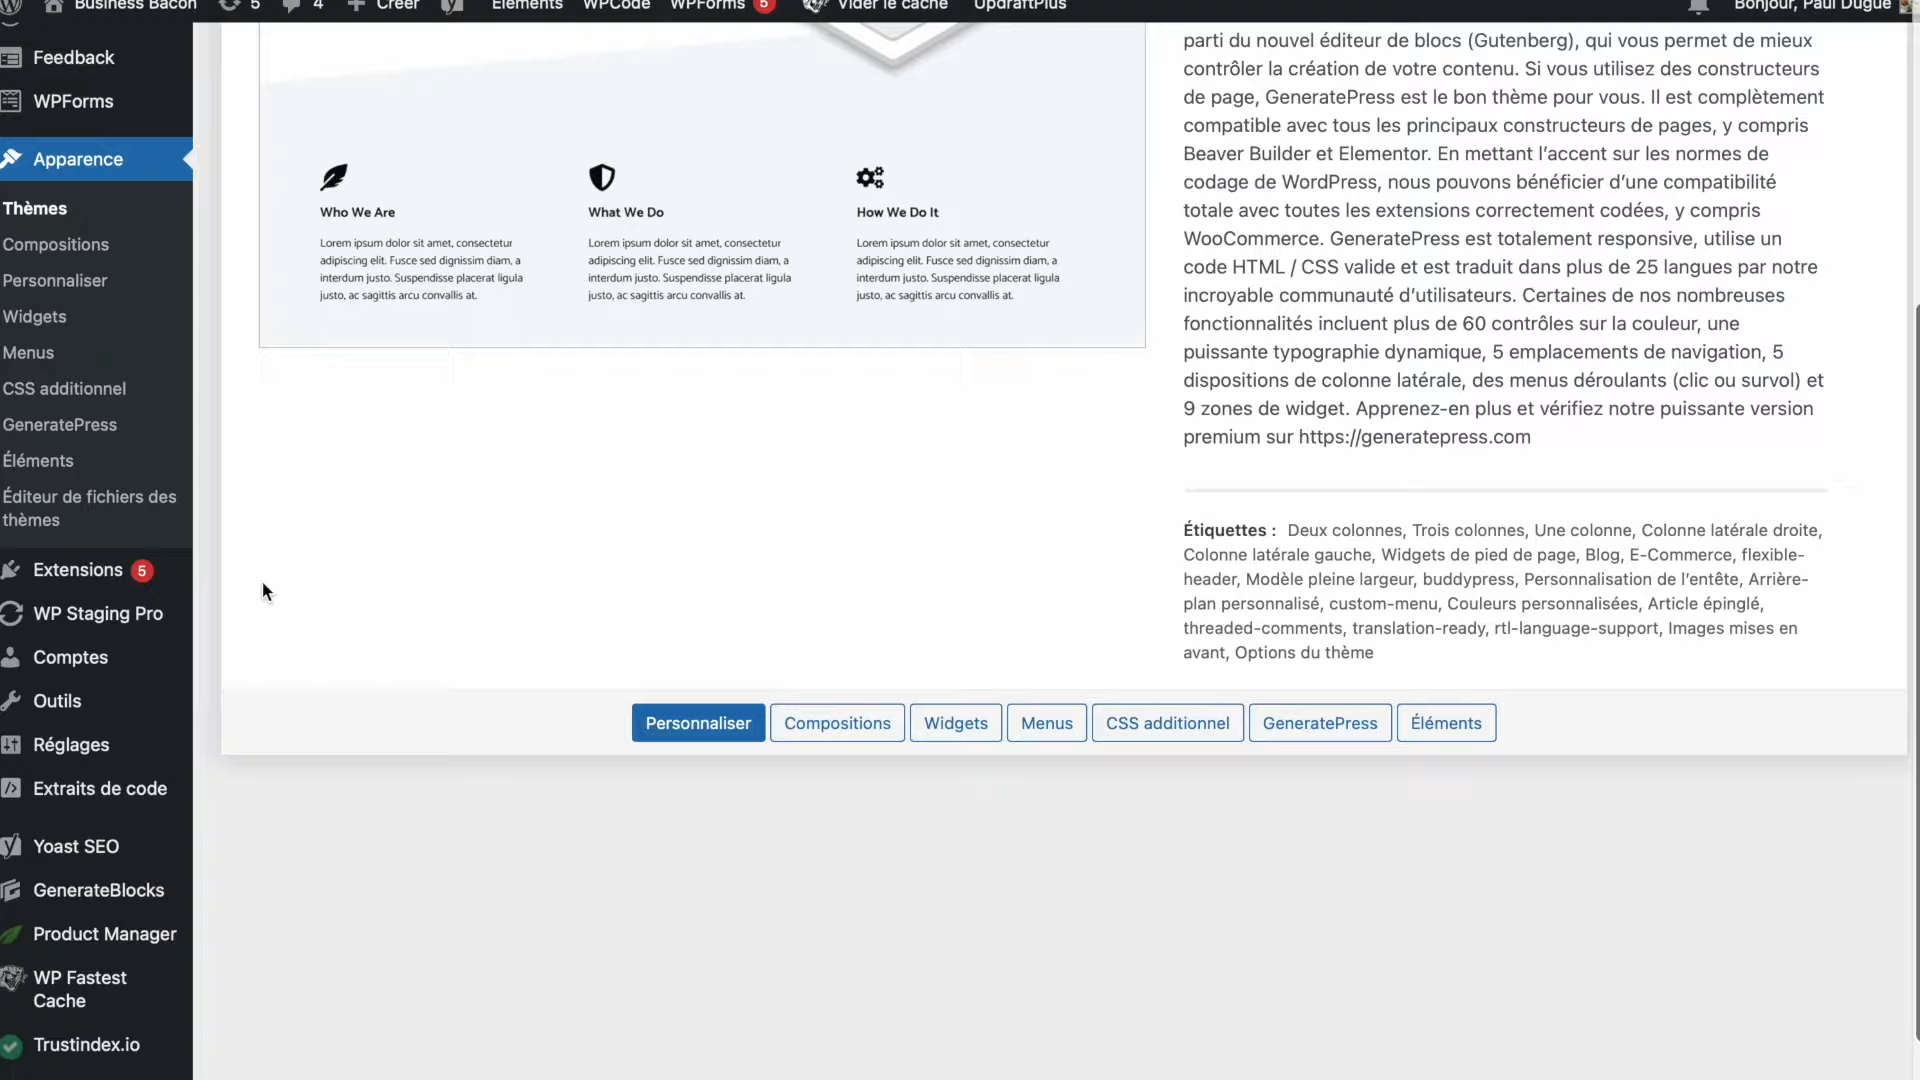 Business Bacon
5
4
Créer
Éléments
WPCode
WPForms 5
Vider le cache
UpdraftPlus
Bonjour, Paul Dugué
Feedback
WPForms
Apparence
Thèmes
Compositions
Personnaliser
Widgets
Menus
CSS additionnel
GeneratePress
Éléments
Éditeur de fichiers des
thèmes
Extensions 5
WP Staging Pro
Comptes
Outils
Réglages
Extraits de code
Yoast SEO
GenerateBlocks
Product Manager
WP Fastest
Cache
Trustindex.io
Who We Are
Lorem ipsum dolor sit amet, consectetur
adipiscing elit. Fusce sed dignissim diam, a
interdum justo. Suspendisse placerat ligula
justo, ac sagittis arcu convallis at.
What We Do
Lorem ipsum dolor sit amet, consectetur
adipiscing elit. Fusce sed dignissim diam, a
interdum justo. Suspendisse placerat ligula
justo, ac sagittis arcu convallis at.
How We Do It
Lorem ipsum dolor sit amet, consectetur
adipiscing elit. Fusce sed dignissim diam, a
interdum justo. Suspendisse placerat ligula
justo, ac sagittis arcu convallis at.
parti du nouvel éditeur de blocs (Gutenberg), qui vous permet de mieux
contrôler la création de votre contenu. Si vous utilisez des constructeurs
de page, GeneratePress est le bon thème pour vous. Il est complètement
compatible avec tous les principaux constructeurs de pages, y compris
Beaver Builder et Elementor. En mettant l’accent sur les normes de
codage de WordPress, nous pouvons bénéficier d’une compatibilité
totale avec toutes les extensions correctement codées, y compris
WooCommerce. GeneratePress est totalement responsive, utilise un
code HTML / CSS valide et est traduit dans plus de 25 langues par notre
incroyable communauté d’utilisateurs. Certaines de nos nombreuses
fonctionnalités incluent plus de 60 contrôles sur la couleur, une
puissante typographie dynamique, 5 emplacements de navigation, 5
dispositions de colonne latérale, des menus déroulants (clic ou survol) et
9 zones de widget. Apprenez-en plus et vérifiez notre puissante version
premium sur https://generatepress.com
Étiquettes : Deux colonnes, Trois colonnes, Une colonne, Colonne latérale droite,
Colonne latérale gauche, Widgets de pied de page, Blog, E-Commerce, flexible-
header, Modèle pleine largeur, buddypress, Personnalisation de l’entête, Arrière-
plan personnalisé, custom-menu, Couleurs personnalisées, Article épinglé,
threaded-comments, translation-ready, rtl-language-support, Images mises en
avant, Options du thème
Personnaliser
Compositions
Widgets
Menus
CSS additionnel
GeneratePress
Éléments